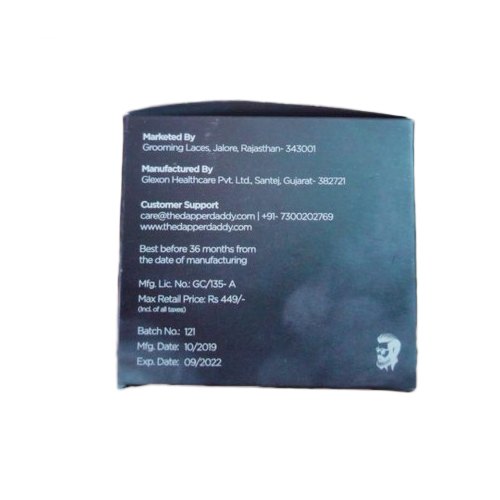 Marketed By
Grooming Laces, Jalore, Rajasthan- 343001
Manufactured By
Glexon Healthcare Pvt. Ltd., Santej, Gujarat- 382721
Customer Support
care@thedapperdaddy.com | +91- 7300202769
www.thedapperdaddy.com
Best before 36 months from
the date of manufacturing
Mfg. Lic. No.: GC/135- A
Max Retail Price: Rs 449/-
(Incl. of all taxes)
Batch No.: 121
Mfg. Date: 10/2019
Exp. Date: 09/2022